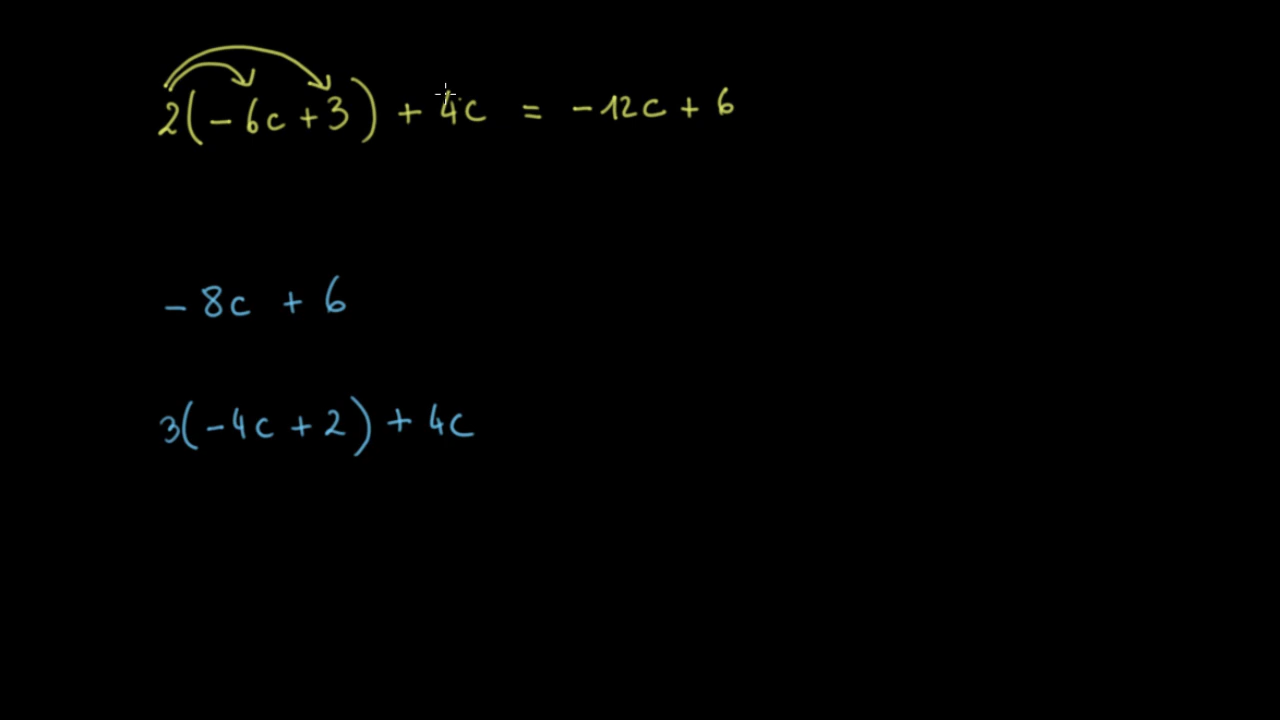 2(-6c+3) + 4c = -12c + 6
-8c + 6
3(-4c+2) + 4c